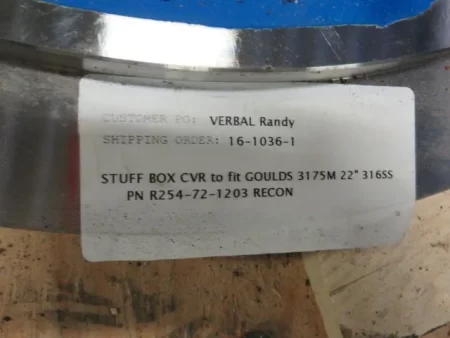 CUSTOMER PO: VERBAL Randy
SHIPPING ORDER: 16-1036-1
STUFF BOX CVR to fit GOULDS 3175M 22" 316SS
PN R254-72-1203 RECON